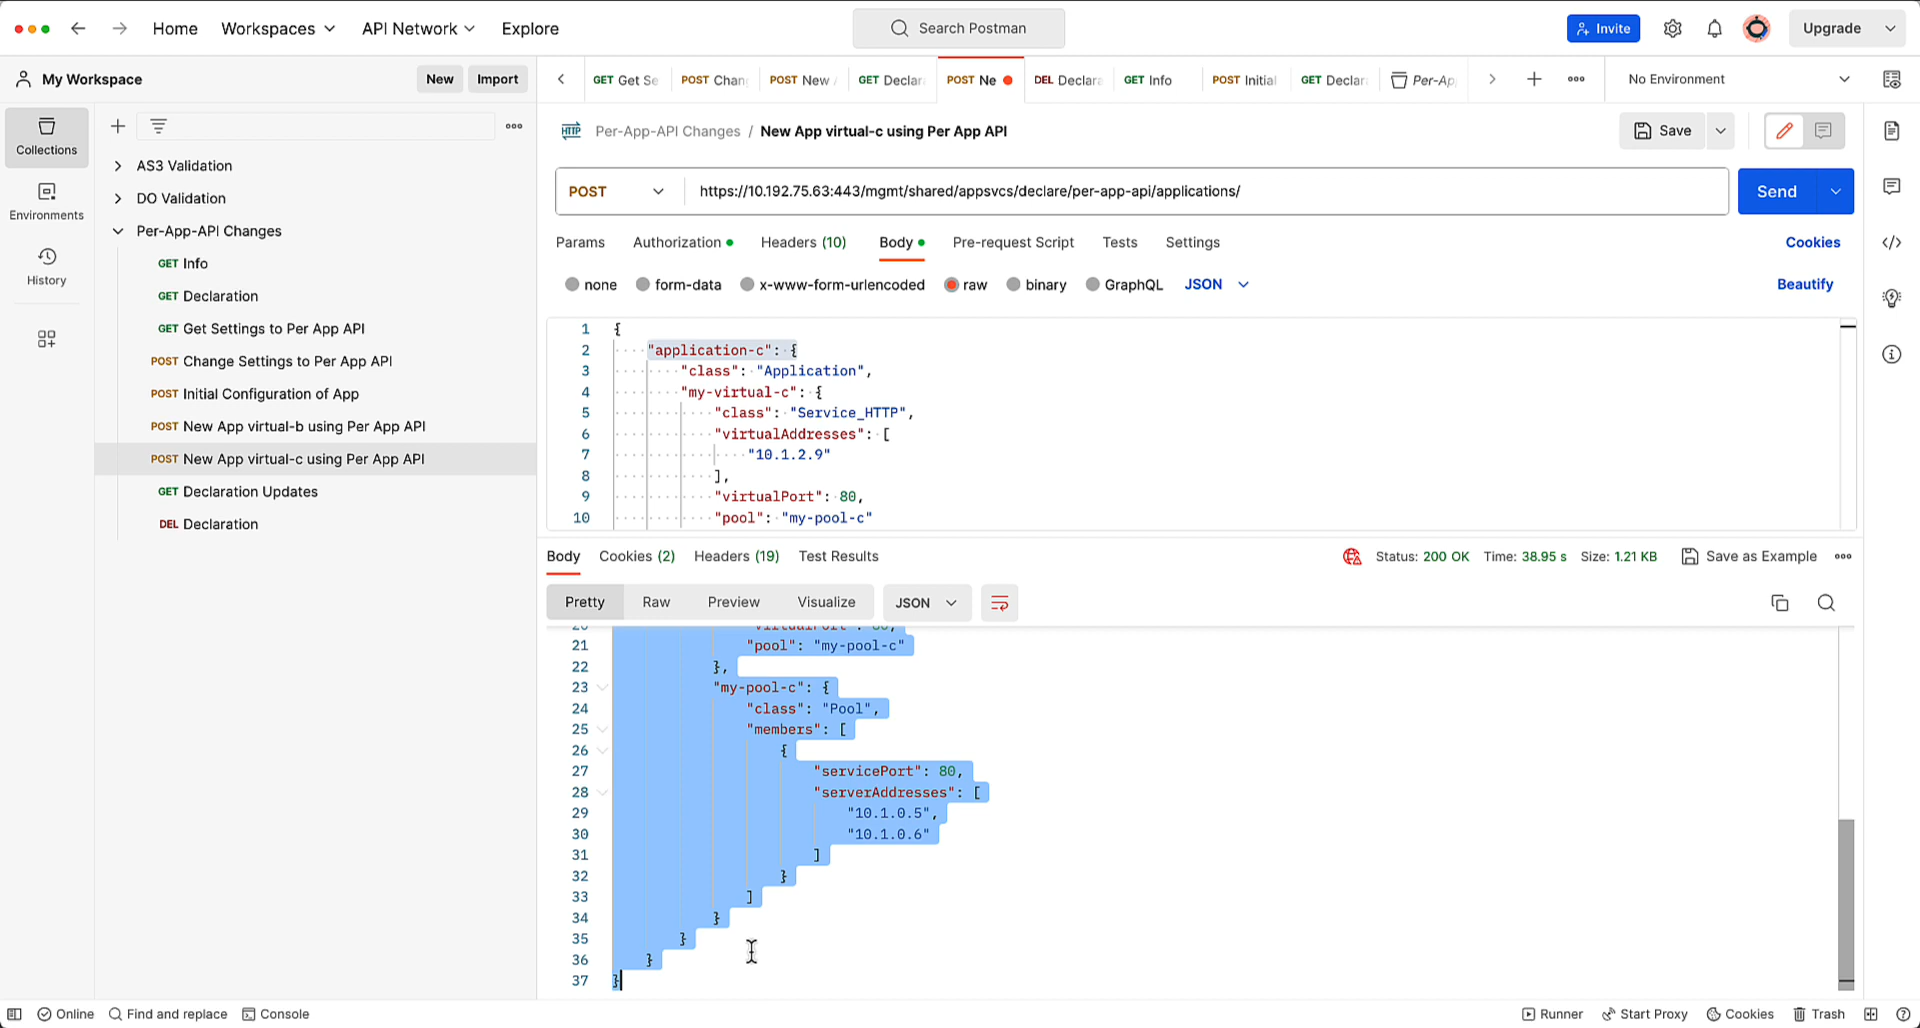 Home Workspaces API Network Explore Search Postman Invite Upgrade
My Workspace New Import GET Get Se POST Chan POST New GET Declar POST Ne DEL Declara GET Info POST Initial GET Declar Per-Ap No Environment
Collections
Environments
History
AS3 Validation
DO Validation
Per-App-API Changes
GET Info
GET Declaration
GET Get Settings to Per App API
POST Change Settings to Per App API
POST Initial Configuration of App
POST New App virtual-b using Per App API
POST New App virtual-c using Per App API
GET Declaration Updates
DEL Declaration
HTTP Per-App-API Changes / New App virtual-c using Per App API Save
POST https://10.192.75.63:443/mgmt/shared/appsvcs/declare/per-app-api/applications/ Send
Params Authorization Headers (10) Body Pre-request Script Tests Settings Cookies
none form-data x-www-form-urlencoded raw binary GraphQL JSON Beautify
1 {
2 "application-c": {
3 "class": "Application",
4 "my-virtual-c": {
5 "class": "Service_HTTP",
6 "virtualAddresses": [
7 "10.1.2.9"
8 ],
9 "virtualPort": 80,
10 "pool": "my-pool-c"
Body Cookies (2) Headers (19) Test Results Status: 200 OK Time: 38.95 s Size: 1.21 KB Save as Example
Pretty Raw Preview Visualize JSON
20 "virtualPort": 80,
21 "pool": "my-pool-c"
22 },
23 "my-pool-c": {
24 "class": "Pool",
25 "members": [
26 {
27 "servicePort": 80,
28 "serverAddresses": [
29 "10.1.0.5",
30 "10.1.0.6"
31 ]
32 }
33 ]
34 }
35 }
36 }
37 }
Online Find and replace Console Runner Start Proxy Cookies Trash